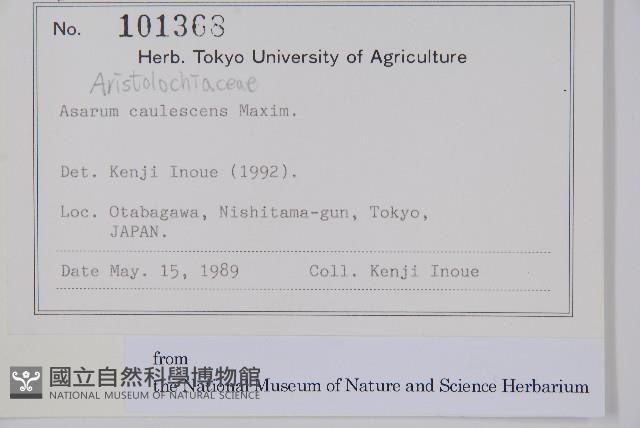 No. 101368
Herb. Tokyo University of Agriculture
Aristolochiaceae
Asarum caulescens Maxim.
Det. Kenji Inoue (1992).
Loc. Otabagawa, Nishitama-gun, Tokyo,
JAPAN.
Date May. 15, 1989 Coll. Kenji Inoue
from
the National Museum of Nature and Science Herbarium
國立自然科學博物館
NATIONAL MUSEUM OF NATURAL SCIENCE